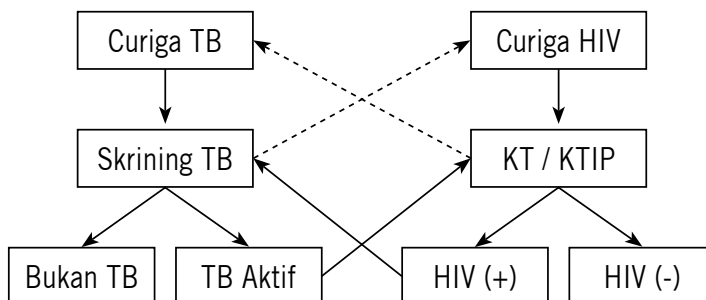 Curiga TB
Curiga HIV
Skrining TB
KT / KTIP
Bukan TB
TB Aktif
HIV (+)
HIV (-)